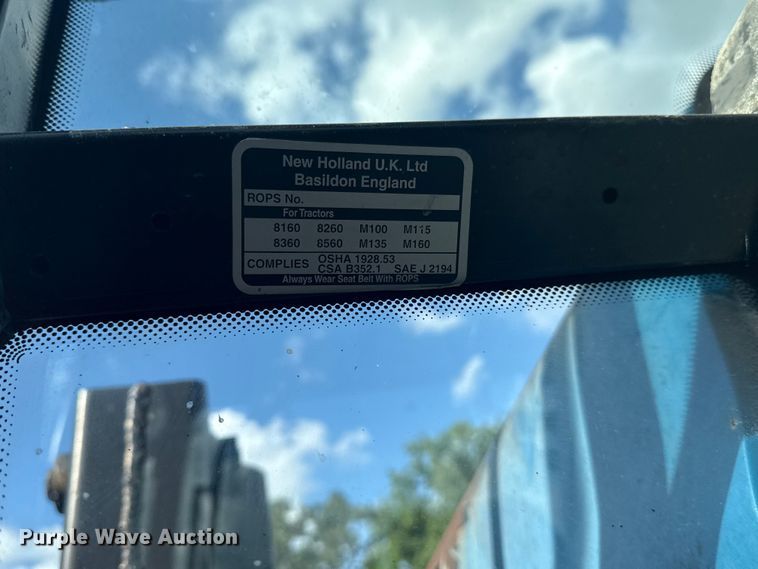 New Holland U.K. Ltd
Basildon England
ROPS No.
For Tractors
8160 8260 M100 M115
8360 8560 M135 M160
COMPLIES OSHA 1928.53
CSA B352.1 SAE J 2194
Always Wear Seat Belt With ROPS
Purple Wave Auction